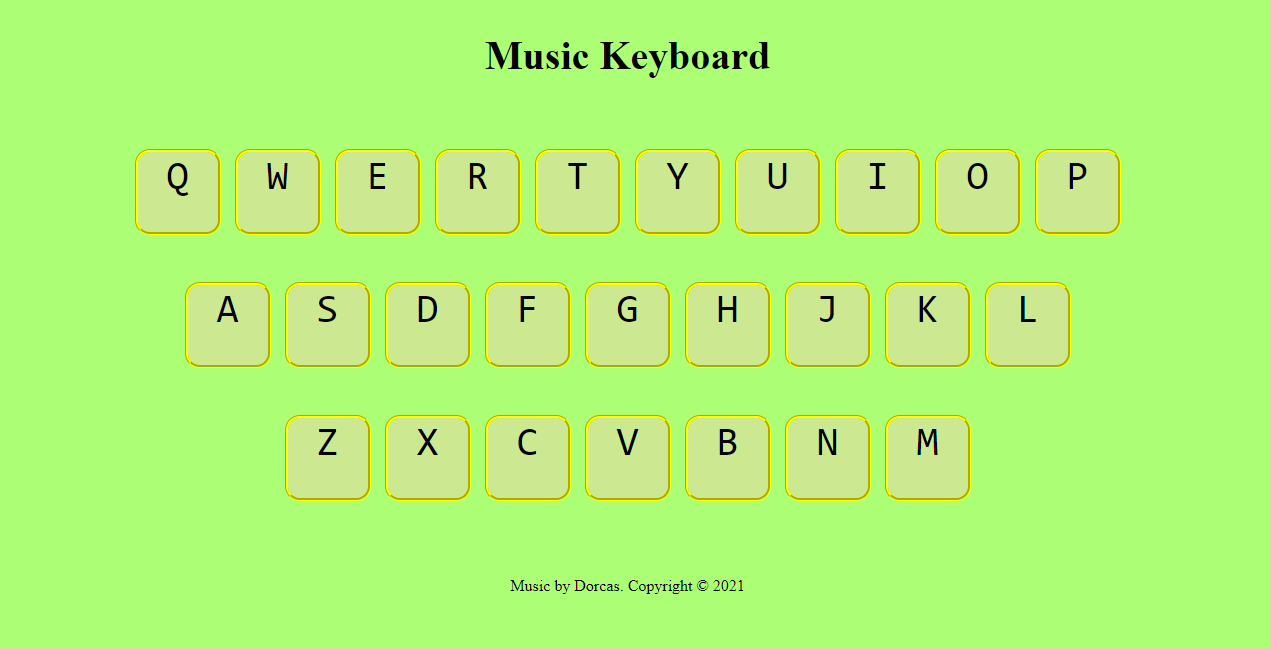 Music Keyboard
Q W E R T Y U I O P
A S D F G H J K L
Z X C V B N M
Music by Dorcas. Copyright © 2021